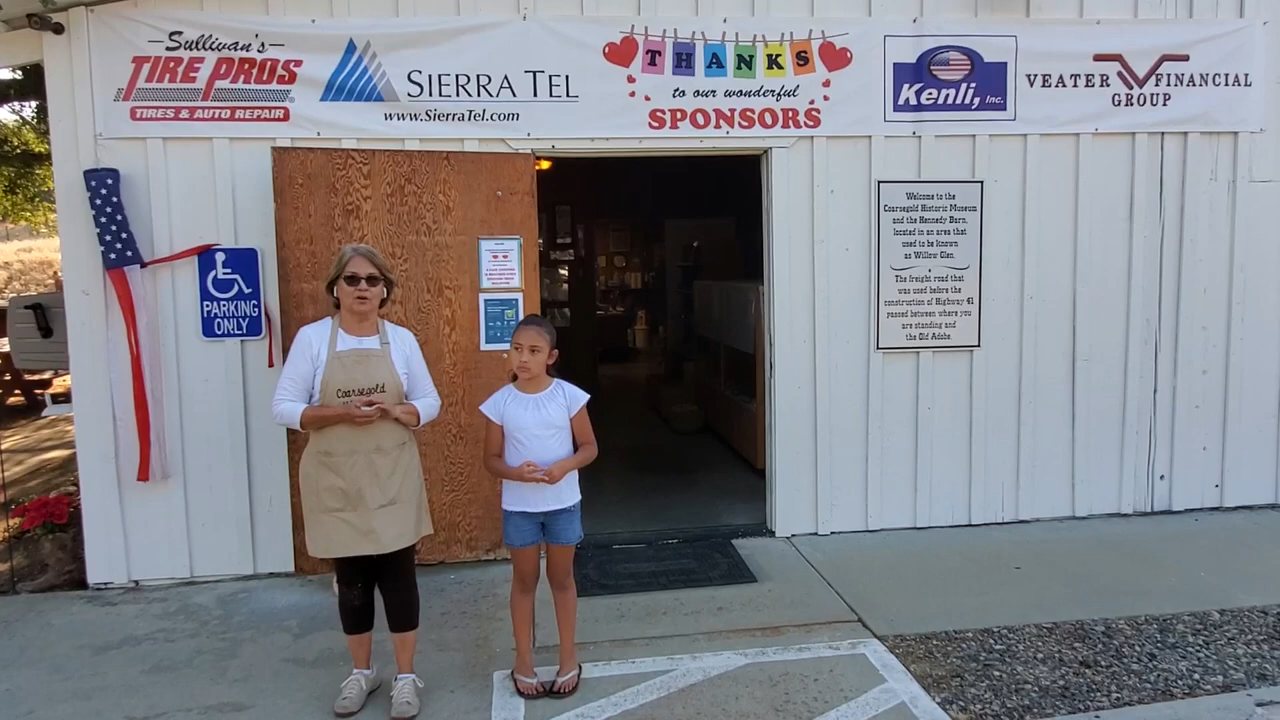 Sullivan's
TIRE PROS
TIRES & AUTO REPAIR
SIERRA TEL
www.SierraTel.com
THANKS
to our wonderful
SPONSORS
Kenli, Inc.
VEATER FINANCIAL
GROUP
PARKING
ONLY
Coarsegold
Welcome to the
Coarsegold Historic Museum
and the Kennedy Barn,
located in an area that
used to be known
as Willow Glen.
The freight road that
was used before the
construction of Highway 41
passed between where you
are standing and
the Old Adobe.